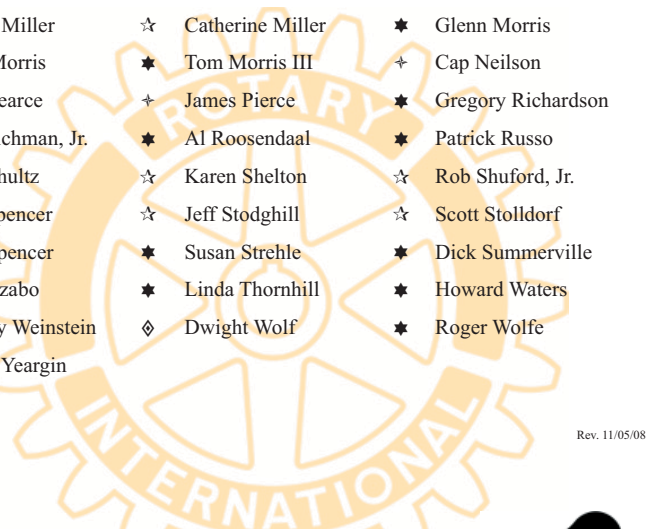 Miller ☆ Catherine Miller ✶ Glenn Morris
Morris ✶ Tom Morris III ✧ Cap Neilson
earce ✧ James Pierce ✶ Gregory Richardson
chman, Jr. ✶ Al Roosendaal ✶ Patrick Russo
hultz ☆ Karen Shelton ☆ Rob Shuford, Jr.
pencer ☆ Jeff Stodghill ☆ Scott Stolldorf
pencer ✶ Susan Strehle ✶ Dick Summerville
zabo ✶ Linda Thornhill ✶ Howard Waters
y Weinstein ◈ Dwight Wolf ✶ Roger Wolfe
Yeargin
Rev. 11/05/08
ROTARY
INTERNATIONAL